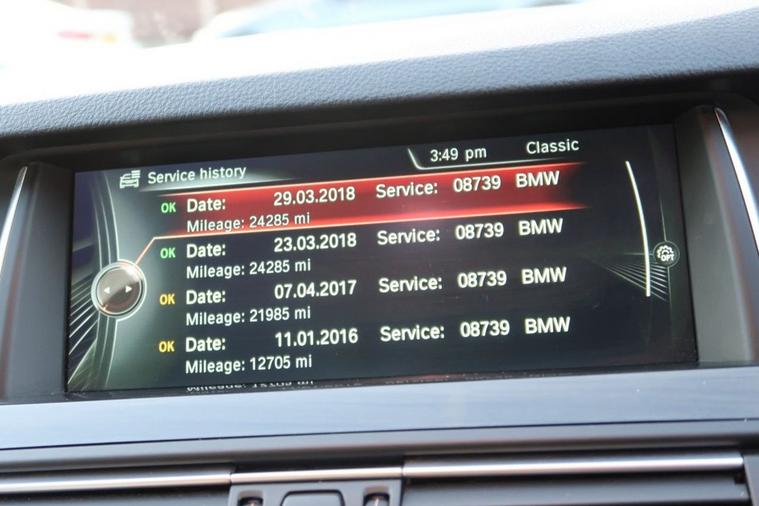 Service history
3:49 pm
Classic
OK Date: 29.03.2018 Service: 08739 BMW
Mileage: 24285 mi
OK Date: 23.03.2018 Service: 08739 BMW
Mileage: 24285 mi
OK Date: 07.04.2017 Service: 08739 BMW
Mileage: 21985 mi
OK Date: 11.01.2016 Service: 08739 BMW
Mileage: 12705 mi
OPT